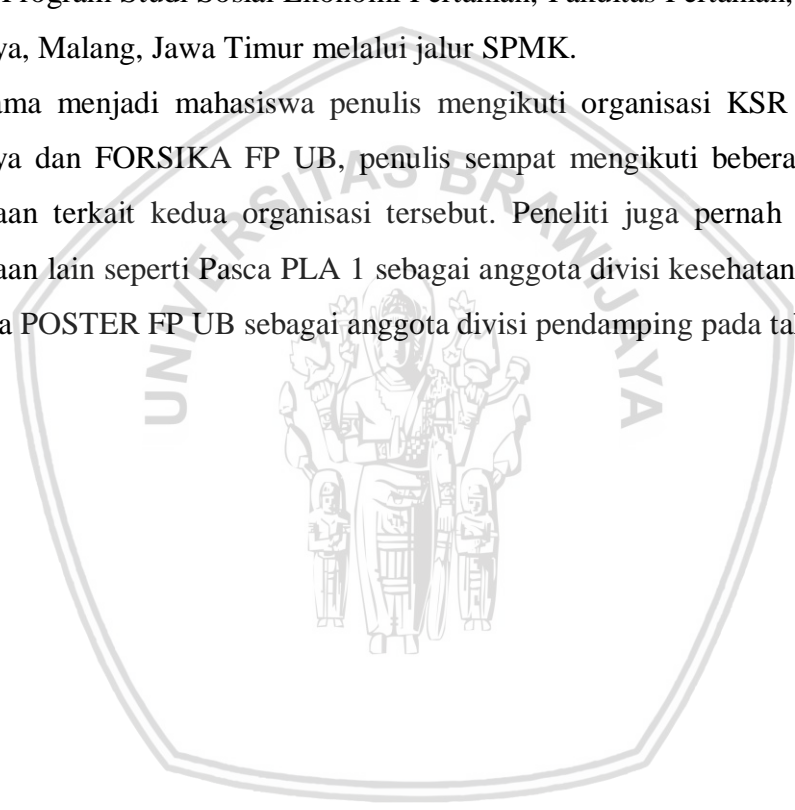 Program Studi Sosial Ekonomi Pertanian, Fakultas Pertanian,
ya, Malang, Jawa Timur melalui jalur SPMK.
ama menjadi mahasiswa penulis mengikuti organisasi KSR
ya dan FORSIKA FP UB, penulis sempat mengikuti bebera
aan terkait kedua organisasi tersebut. Peneliti juga pernah
aan lain seperti Pasca PLA 1 sebagai anggota divisi kesehatan
a POSTER FP UB sebagai anggota divisi pendamping pada ta
UNIVERSITAS BRAWIJAYA